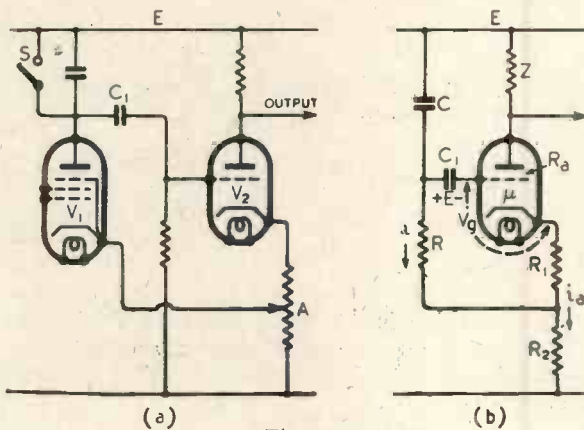 E
E
S
C
C₁
OUTPUT
V₁
V₂
A
(a)
Z
C₁
Ra
+E-
μ
Vg
R
R₁
ia
R₂
(b)